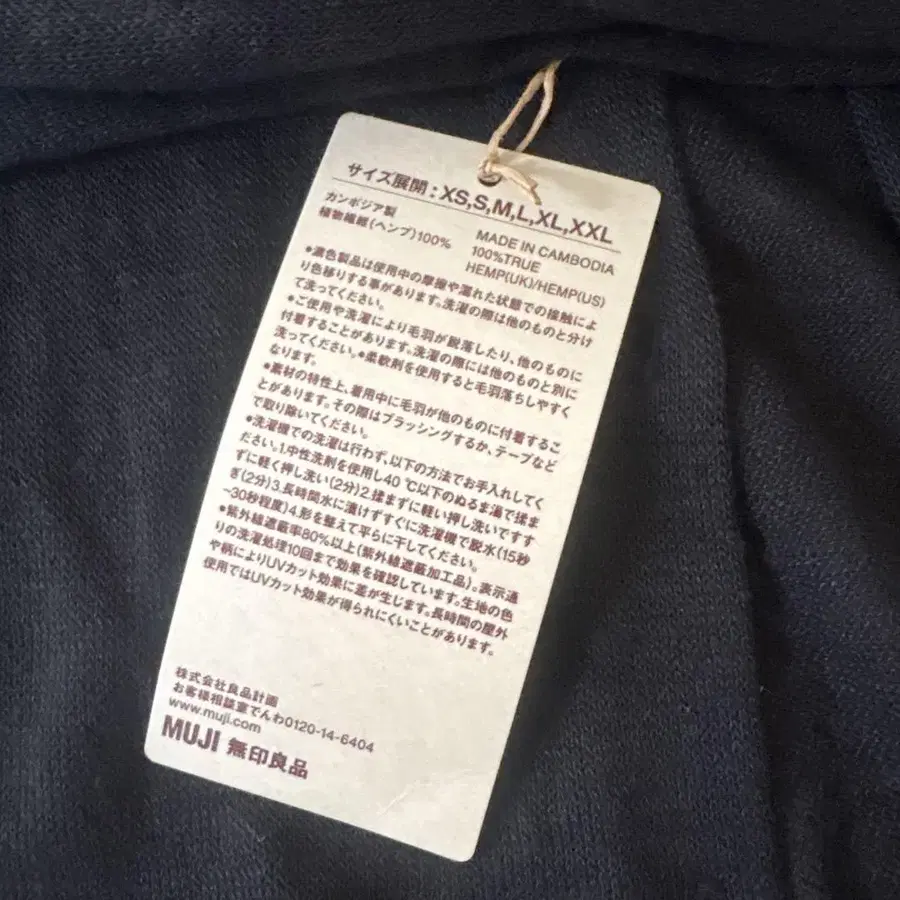 サイズ展開：XS,S,M,L,XL,XXL
カンボジア製
植物繊維(ヘンプ)100%
MADE IN CAMBODIA
100%TRUE
HEMP(UK)/HEMP(US)
●濃色製品は使用中の摩擦や濡れた状態での接触によ
り色移りする事があります。洗濯の際は他のものと分け
て洗ってください。
●ご使用や洗濯により毛羽が脱落したり、他のものに
付着することがあります。洗濯の際には他のものと別に
洗ってください。●柔軟剤を使用すると毛羽落ちしやすく
なります。
●素材の特性上、着用中に毛羽が他のものに付着するこ
とがあります。その際はブラッシングするか、テープなど
で取り除いてください。
●洗濯機での洗濯は行わず、以下の方法でお手入れしてく
ださい。1.中性洗剤を使用し40℃以下のぬるま湯で揉ま
ずに軽く押し洗い(2分)2.揉まずに軽い押し洗いですす
ぎ(2分)3.長時間水に漬けずすぐに洗濯機で脱水(15秒
~30秒程度)4.形を整えて平らに干してください。
●紫外線遮蔽率80%以上(紫外線遮蔽加工品)。表示通
りの洗濯処理10回まで効果を確認しています。生地の色
や柄によりUVカット効果に差が生じます。長時間の屋外
使用ではUVカット効果が得られにくいことがあります。
株式会社良品計画
お客様相談室でんわ0120-14-6404
www.muji.com
MUJI 無印良品